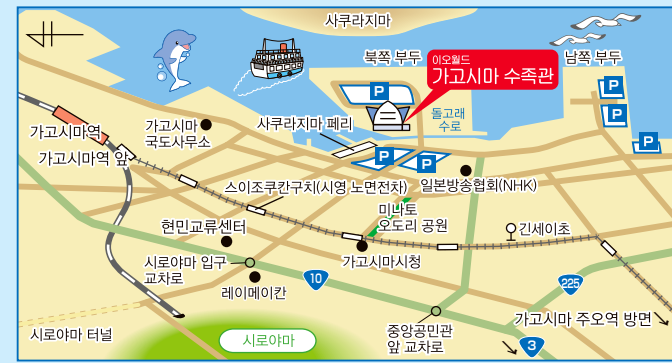 사쿠라지마
북쪽 부두
이오월드
가고시마 수족관
남쪽 부두
P
P
P
P
P
P
돌고래
수로
가고시마역
가고시마역 앞
가고시마
국도사무소
사쿠라지마 페리
스이조쿠칸구치(시영 노면전차)
일본방송협회(NHK)
미나토
오도리 공원
긴세이초
현민교류센터
시로야마 입구
교차로
레이메이칸
가고시마시청
10
225
시로야마 터널
시로야마
중앙공민관
앞 교차로
가고시마 주오역 방면
3